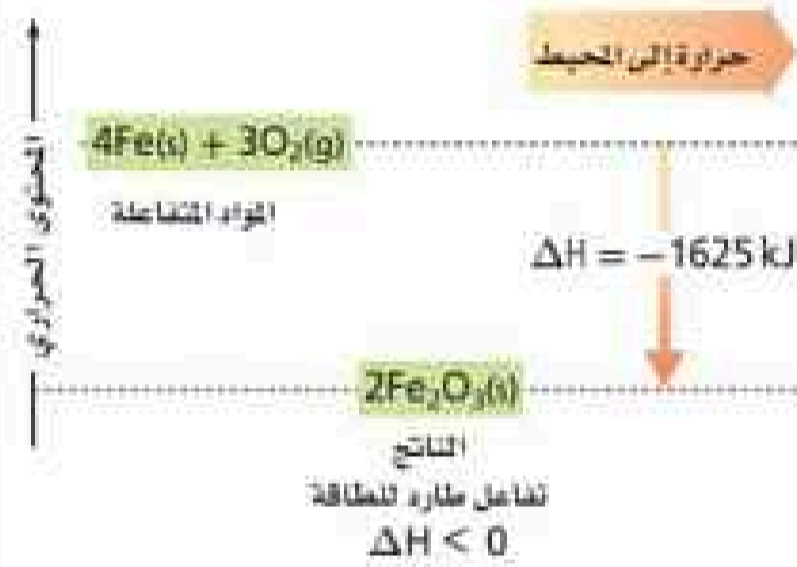 حرارة إلى المحيط
4Fe(s) + 3O₂(g)
المواد المتفاعلة
المحتوى الحراري
ΔH = −1625 kJ
2Fe₂O₃(s)
الناتج
تفاعل طارد للطاقة
ΔH < 0